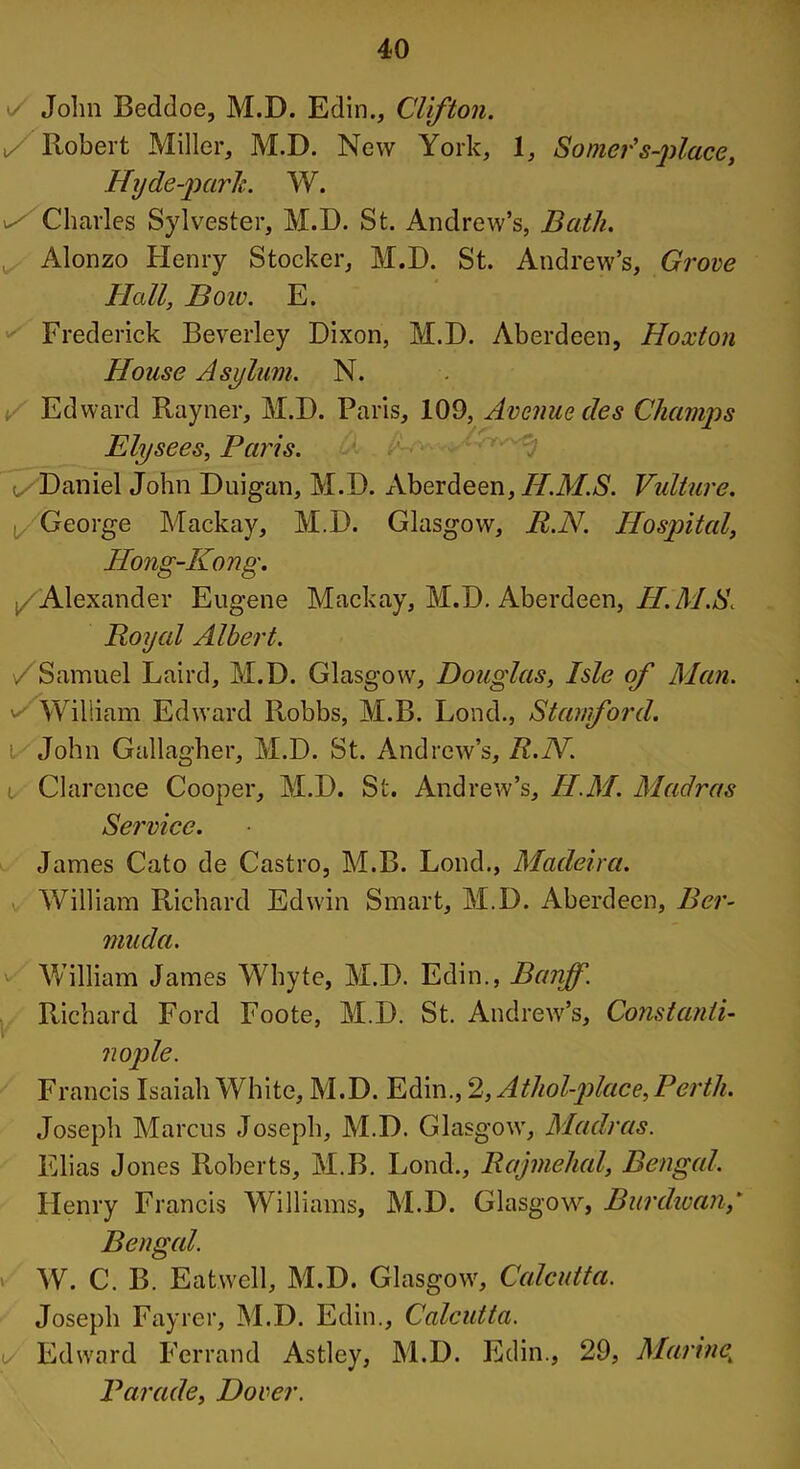 40
John Beddoe, M.D. Edin., Clifton.
Robert Miller, M.D. New York, 1, Somer's-place,
Hyde-park. W.
Charles Sylvester, M.D. St. Andrew's, Bath.
Alonzo Henry Stocker, M.D. St. Andrew's, Grove
Hall, Bow. E.
Frederick Beverley Dixon, M.D. Aberdeen, Hoxton
House Asylum. N.
Edward Rayner, M.D. Paris, 109, Avenue des Champs
Elysees, Paris.
Daniel John Duigan, M.D. Aberdeen, H.M.S. Vulture.
George Mackay, M.D. Glasgow, R.N. Hospital,
Hong-Kong.
Alexander Eugene Mackay, M.D. Aberdeen, H.M.S.
Royal Albert.
Samuel Laird, M.D. Glasgow, Douglas, Isle of Man.
William Edward Robbs, M.B. Lond., Stamford.
John Gallagher, M.D. St. Andrew's, R.N.
Clarence Cooper, M.D. St. Andrew's, H.M. Madras
Service.
James Cato de Castro, M.B. Lond., Madeira.
William Richard Edwin Smart, M.D. Aberdeen, Ber-
muda.
William James Whyte, M.D. Edin., Banff.
Richard Ford Foote, M.D. St. Andrew's, Constanti-
nople.
Francis Isaiah White, M.D. Edin., 2, Athol-place, Perth.
Joseph Marcus Joseph, M.D. Glasgow, Madras.
Elias Jones Roberts, M.B. Lond., Rajmehal, Bengal.
Henry Francis Williams, M.D. Glasgow, Burdwan,
Bengal.
W. C. B. Eatwell, M.D. Glasgow, Calcutta.
Joseph Fayrer, M.D. Edin., Calcutta.
Edward Ferrand Astley, M.D. Edin., 29, Marine
Parade, Dover.